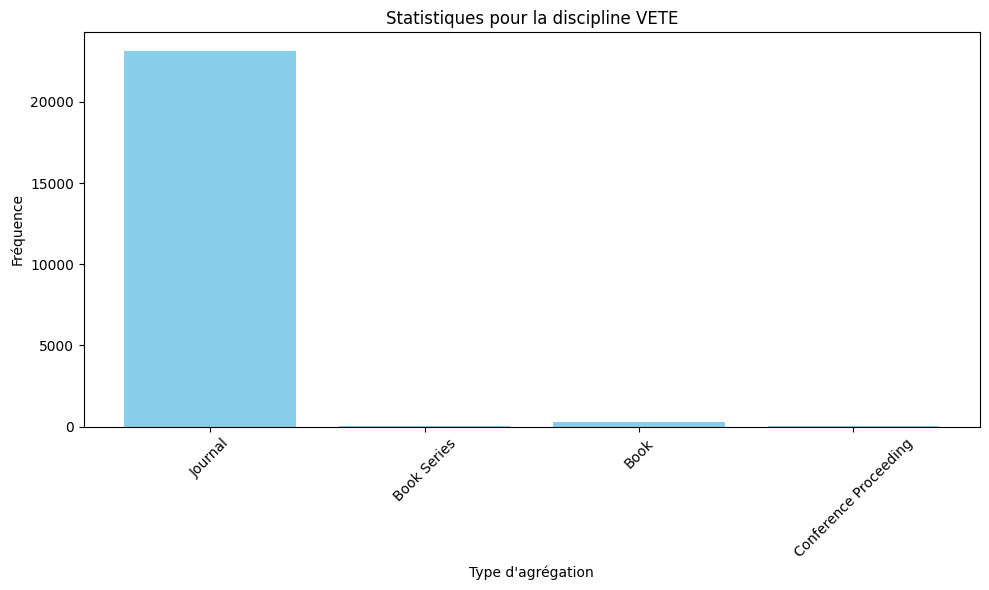 Statistiques pour la discipline VETE
Fréquence
20000
15000
10000
5000
0
Journal
Book Series
Book
Conference Proceeding
Type d'agrégation